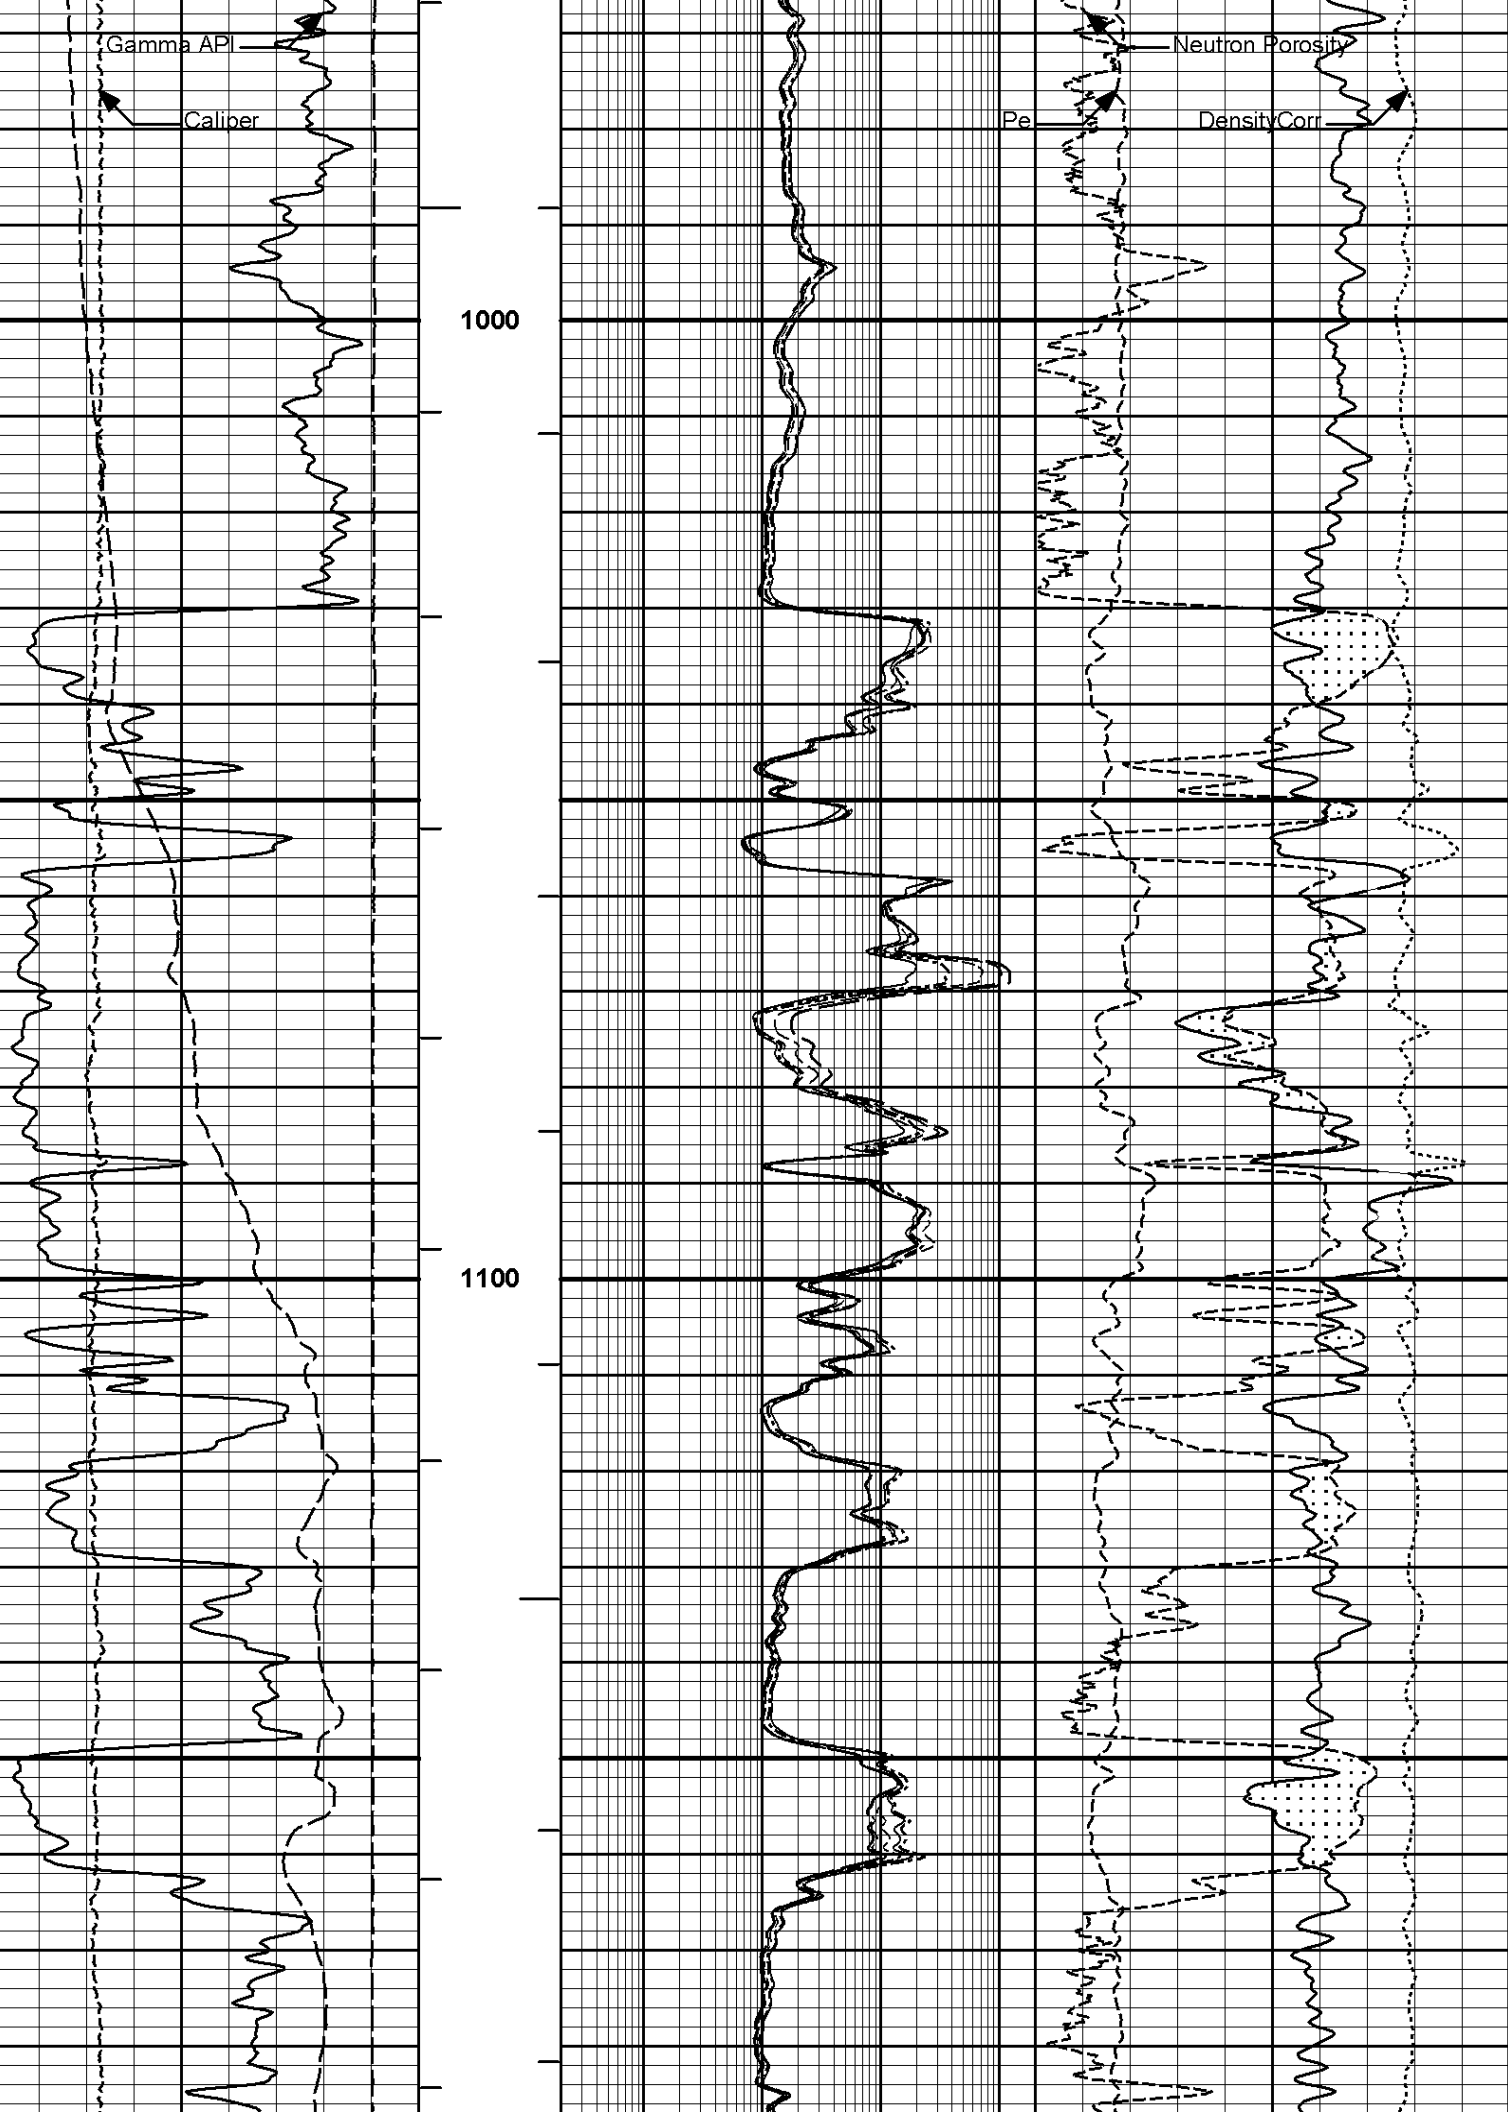 Gamma API
Neutron Porosity
Caliper
Pe
DensityCorr
1000
1100